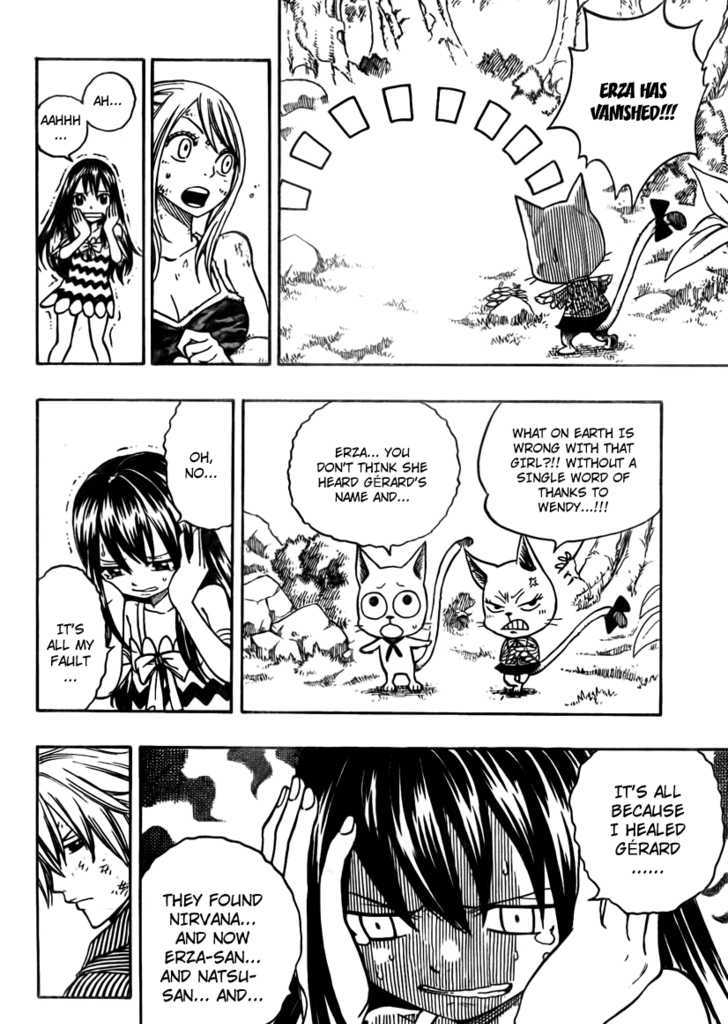 ERZA HAS
VANISHED!!!
AH...
AAHHH
...
WHAT ON EARTH IS
WRONG WITH THAT
GIRL?!! WITHOUT A
SINGLE WORD OF
THANKS TO
WENDY...!!!
ERZA... YOU
DON'T THINK SHE
HEARD GÉRARD'S
NAME AND...
OH,
NO...
IT'S
ALL MY
FAULT
...
IT'S ALL
BECAUSE
I HEALED
GÉRARD
......
THEY FOUND
NIRVANA...
AND NOW
ERZA-SAN...
AND NATSU-
SAN... AND...